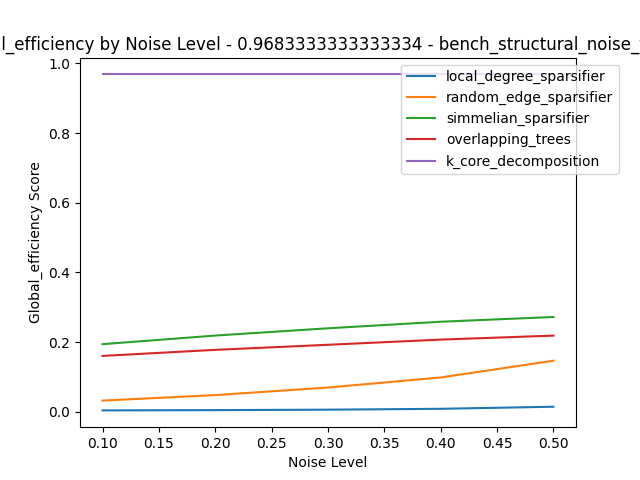 l_efficiency by Noise Level - 0.9683333333333334 - bench_structural_noise_
local_degree_sparsifier
random_edge_sparsifier
simmelian_sparsifier
overlapping_trees
k_core_decomposition
Global_efficiency Score
1.0
0.8
0.6
0.4
0.2
0.0
0.10 0.15 0.20 0.25 0.30 0.35 0.40 0.45 0.50
Noise Level